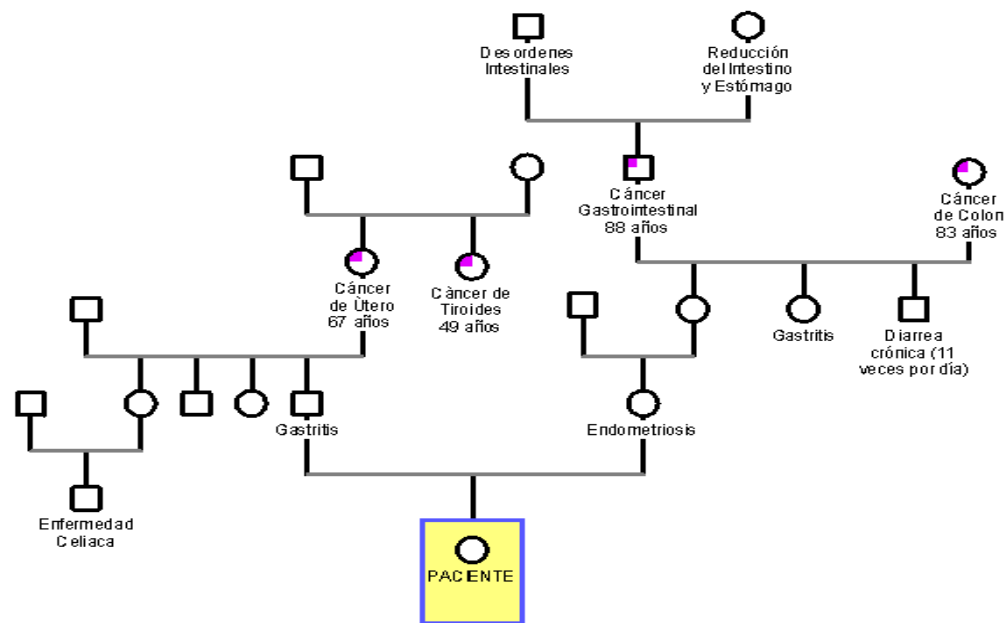 Desordenes
Intestinales
Reducción
del Intestino
y Estómago
Cáncer
Gastrointestinal
88 años
Cáncer
de Colon
83 años
Cáncer
de Ùtero
67 años
Càncer de
Tiroides
49 años
Gastritis
Diarrea
crónica (11
veces por día)
Gastritis
Endometriosis
Enfermedad
Celiaca
PACIENTE